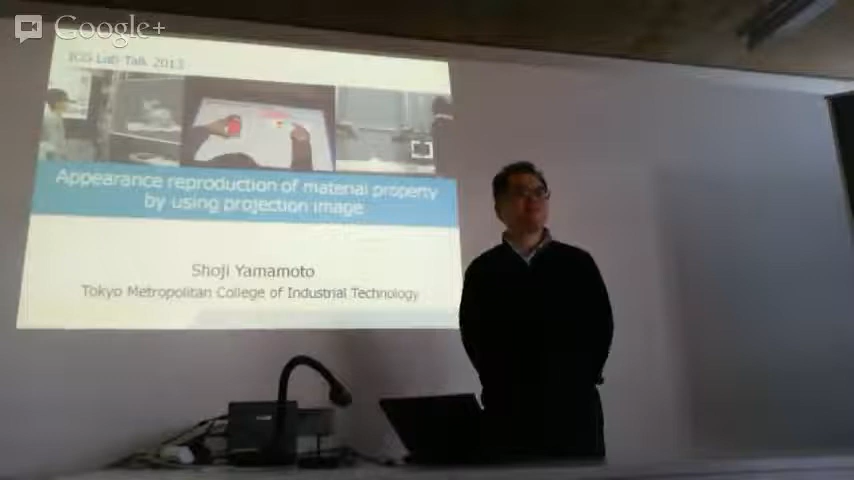 Google+
ICG Lab Talk 2013
Appearance reproduction of material property
by using projection image
Shoji Yamamoto
Tokyo Metropolitan College of Industrial Technology